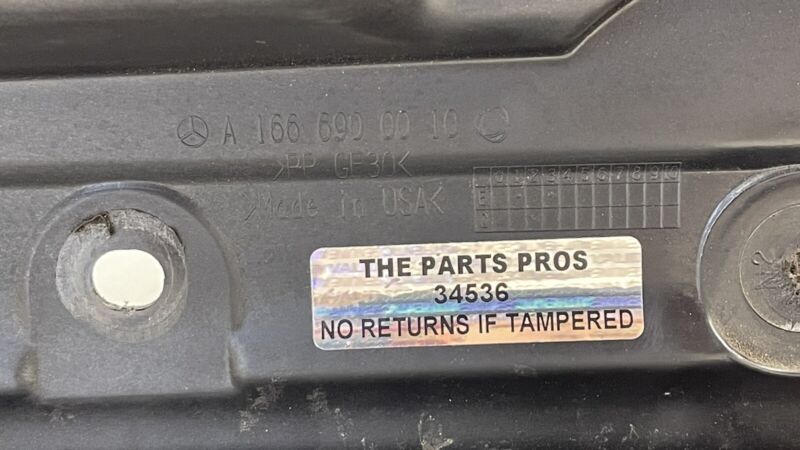 A 166 690 00 10
>PP GF30<
>Made in USA<
0 1 2 3 4 5 6 7 8 9 0
THE PARTS PROS
34536
NO RETURNS IF TAMPERED